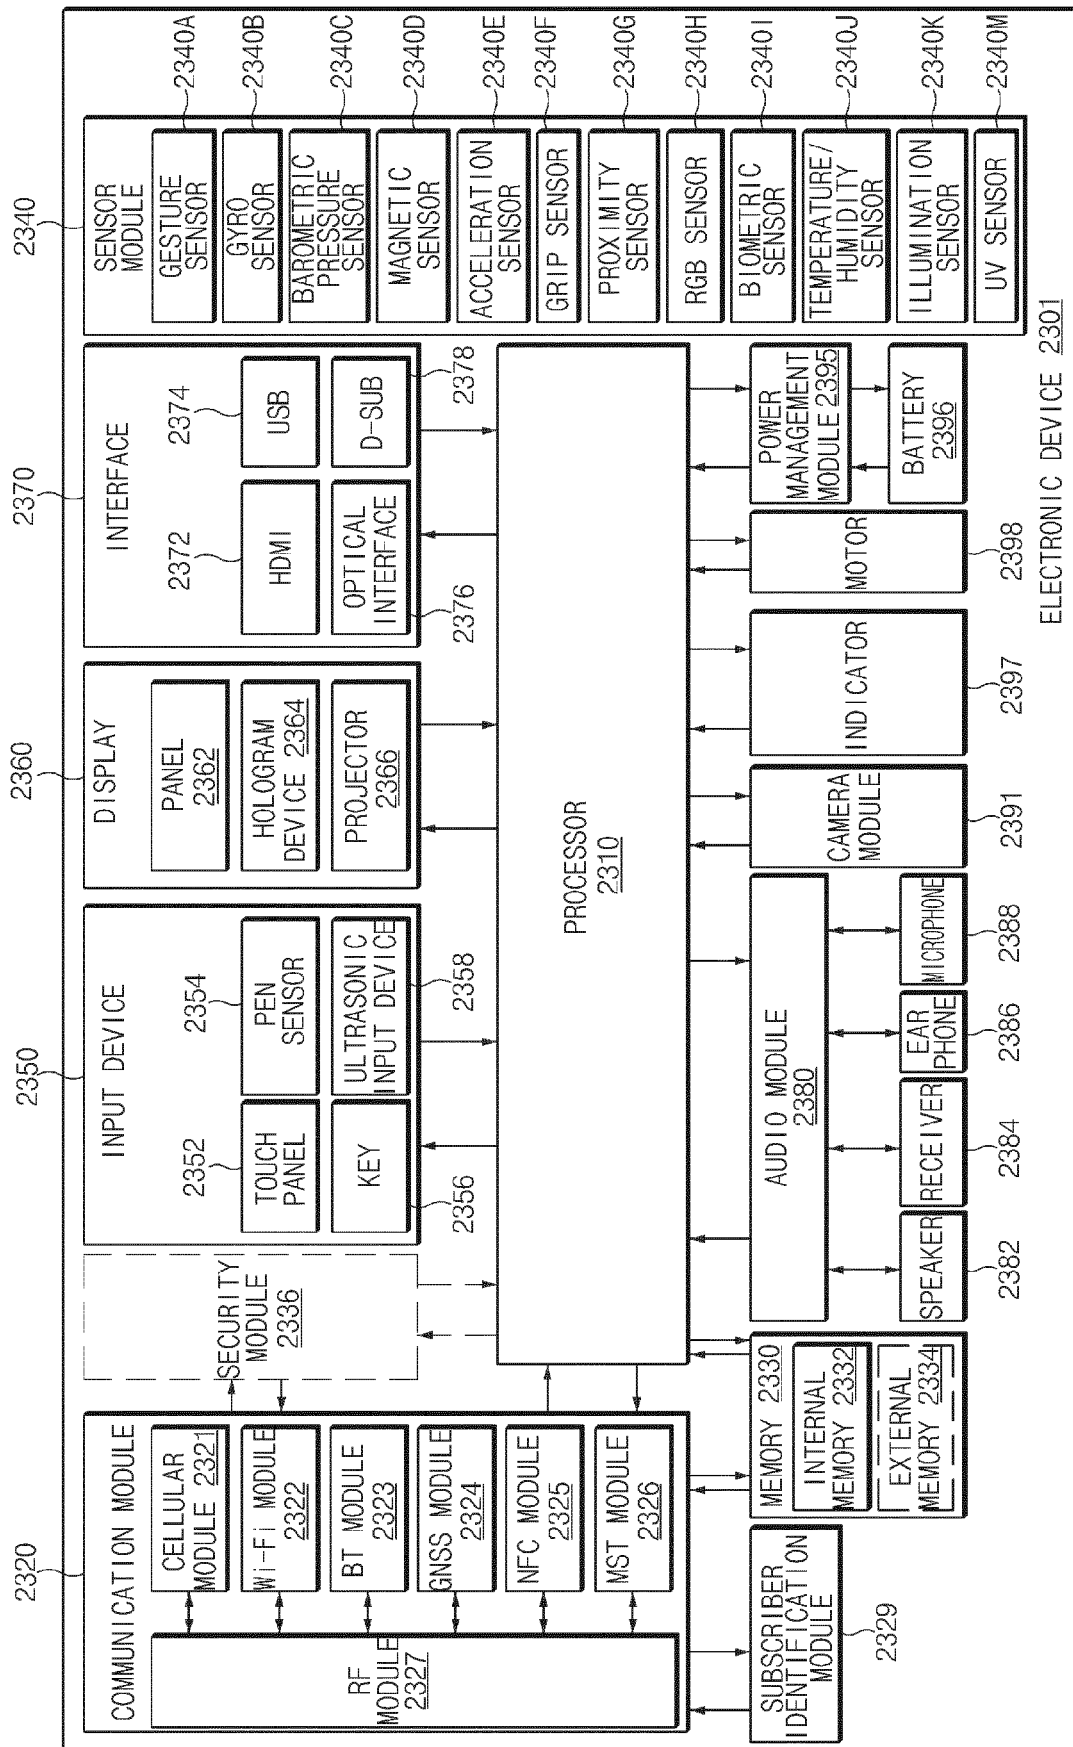 2320
COMMUNICATION MODULE
CELLULAR
MODULE 2321
Wi-Fi MODULE
2322
BT MODULE
2323
GNSS MODULE
2324
NFC MODULE
2325
MST MODULE
2326
RF
MODULE
2327
SECURITY
MODULE
2336
2350
INPUT DEVICE
2352
TOUCH
PANEL
2354
PEN
SENSOR
KEY
2356
ULTRASONIC
INPUT DEVICE
2358
2360
DISPLAY
PANEL
2362
HOLOGRAM
DEVICE 2364
PROJECTOR
2366
2370
INTERFACE
2372
HDMI
2374
USB
OPTICAL
INTERFACE
2376
D-SUB
2378
2340
SENSOR
MODULE
GESTURE
SENSOR
2340A
GYRO
SENSOR
2340B
BAROMETRIC
PRESSURE
SENSOR
2340C
MAGNETIC
SENSOR
2340D
ACCELERATION
SENSOR
2340E
GRIP SENSOR
2340F
PROXIMITY
SENSOR
2340G
RGB SENSOR
2340H
BIOMETRIC
SENSOR
2340I
TEMPERATURE/
HUMIDITY
SENSOR
2340J
ILLUMINATION
SENSOR
2340K
UV SENSOR
2340M
PROCESSOR
2310
SUBSCRIBER
IDENTIFICATION
MODULE
2329
MEMORY 2330
INTERNAL
MEMORY 2332
EXTERNAL
MEMORY 2334
AUDIO MODULE
2380
SPEAKER
2382
RECEIVER
2384
EAR
PHONE
2386
MICROPHONE
2388
CAMERA
MODULE
2391
INDICATOR
2397
MOTOR
2398
POWER
MANAGEMENT
MODULE 2395
BATTERY
2396
ELECTRONIC DEVICE 2301